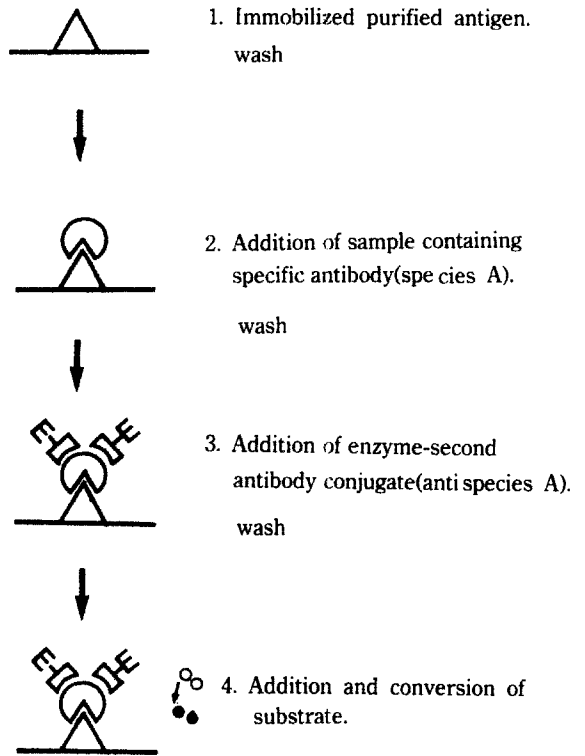 1. Immobilized purified antigen.
wash
2. Addition of sample containing
specific antibody(spe cies A).
wash
E E
3. Addition of enzyme-second
antibody conjugate(anti species A).
wash
E E
4. Addition and conversion of
substrate.